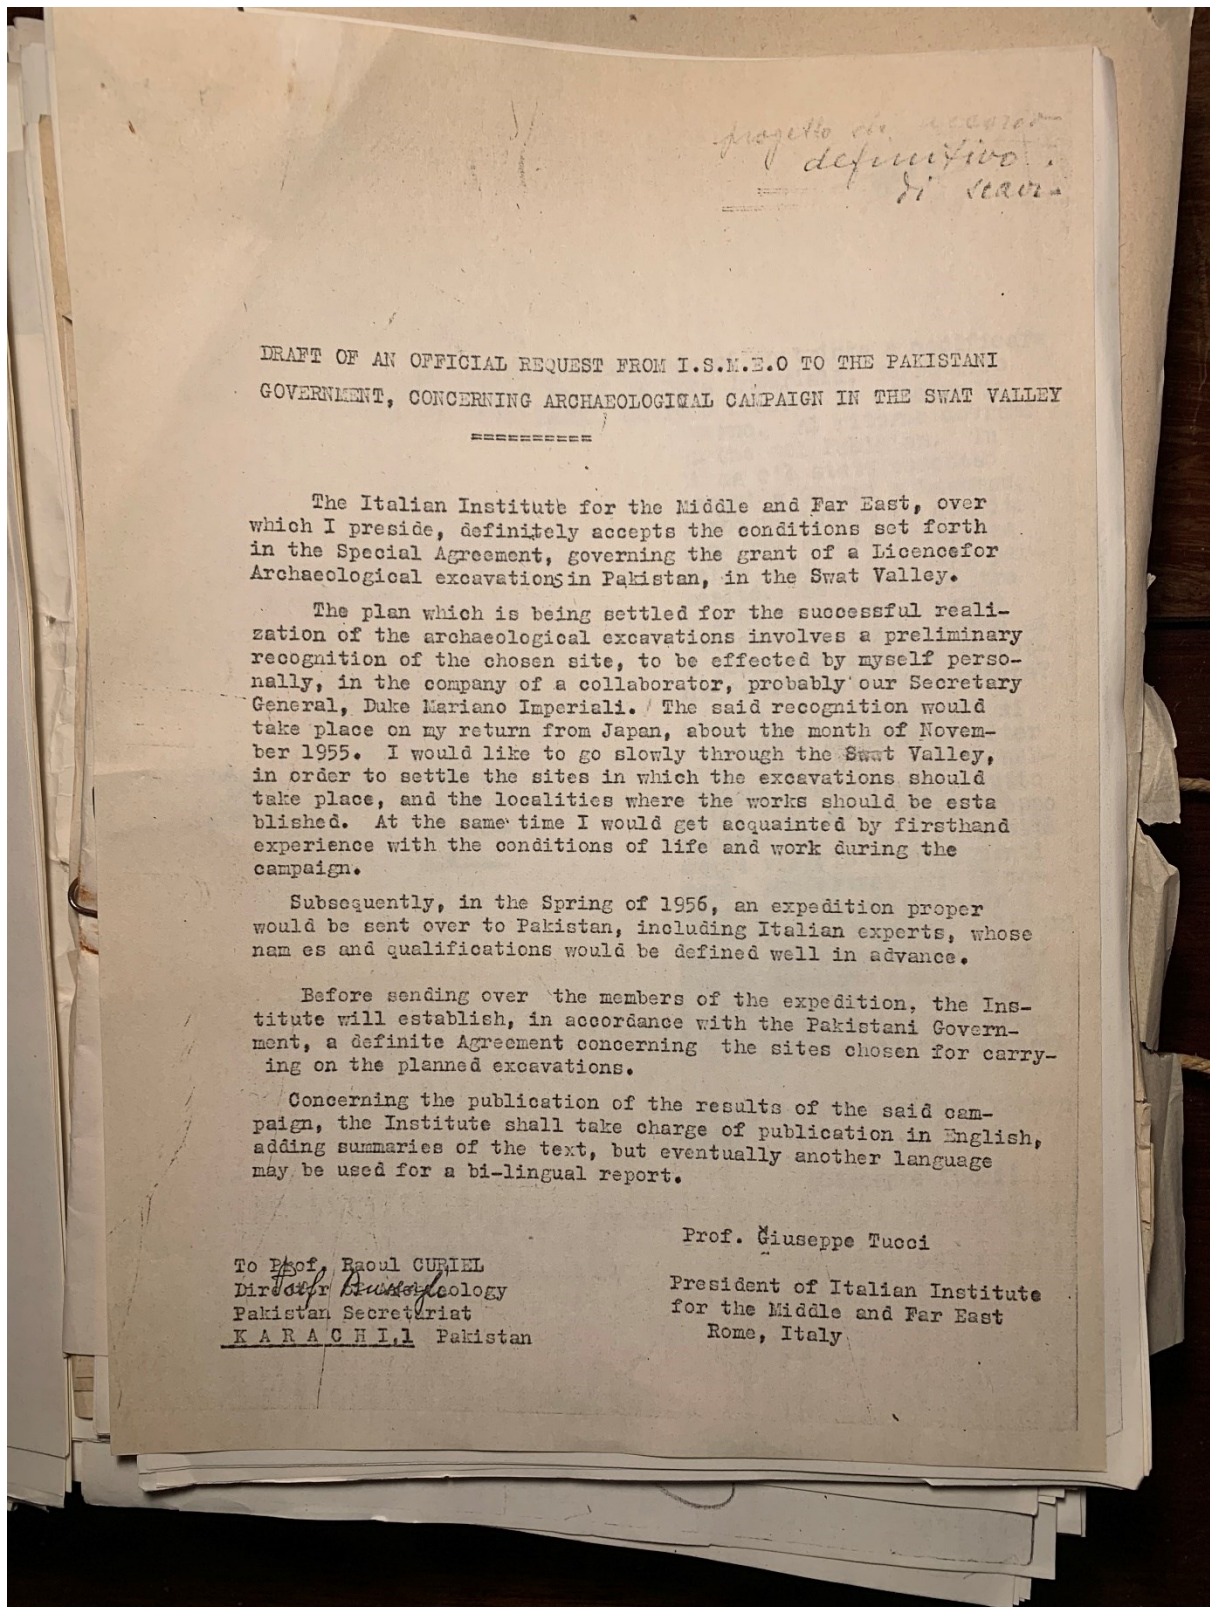 progetto di accordo
definitivo.
di scavi
DRAFT OF AN OFFICIAL REQUEST FROM I.S.M.E.O TO THE PAKISTANI
GOVERNMENT, CONCERNING ARCHAEOLOGICAL CAMPAIGN IN THE SWAT VALLEY
==========
The Italian Institute for the Middle and Far East, over
which I preside, definitely accepts the conditions set forth
in the Special Agreement, governing the grant of a Licencefor
Archaeological excavations in Pakistan, in the Swat Valley.
The plan which is being settled for the successful reali-
zation of the archaeological excavations involves a preliminary
recognition of the chosen site, to be effected by myself perso-
nally, in the company of a collaborator, probably our Secretary
General, Duke Mariano Imperiali. The said recognition would
take place on my return from Japan, about the month of Novem-
ber 1955. I would like to go slowly through the Swat Valley,
in order to settle the sites in which the excavations should
take place, and the localities where the works should be esta
blished. At the same time I would get acquainted by firsthand
experience with the conditions of life and work during the
campaign.
Subsequently, in the Spring of 1956, an expedition proper
would be sent over to Pakistan, including Italian experts, whose
nam es and qualifications would be defined well in advance.
Before sending over the members of the expedition, the Ins-
titute will establish, in accordance with the Pakistani Govern-
ment, a definite Agreement concerning the sites chosen for carry-
ing on the planned excavations.
Concerning the publication of the results of the said cam-
paign, the Institute shall take charge of publication in English,
adding summaries of the text, but eventually another language
may be used for a bi-lingual report.
Prof. Giuseppe Tucci
President of Italian Institute
for the Middle and Far East
Rome, Italy
To Prof. Raoul CURIEL
Director of Archaeology
Pakistan Secretariat
K A R A C H I,1 Pakistan